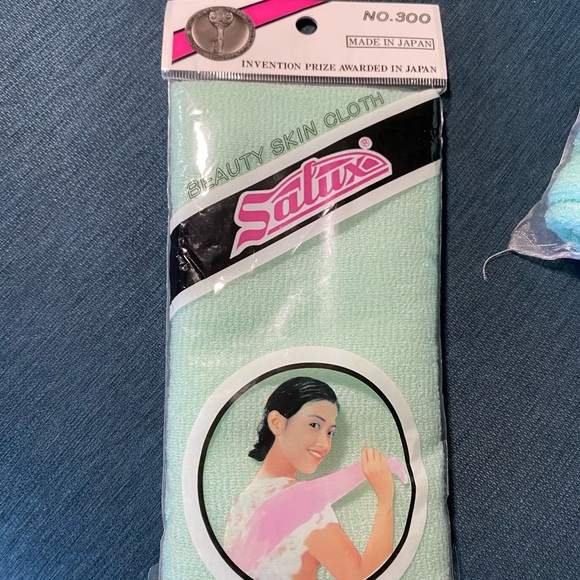 NO.300
MADE IN JAPAN
INVENTION PRIZE AWARDED IN JAPAN
BEAUTY SKIN CLOTH
Salux®